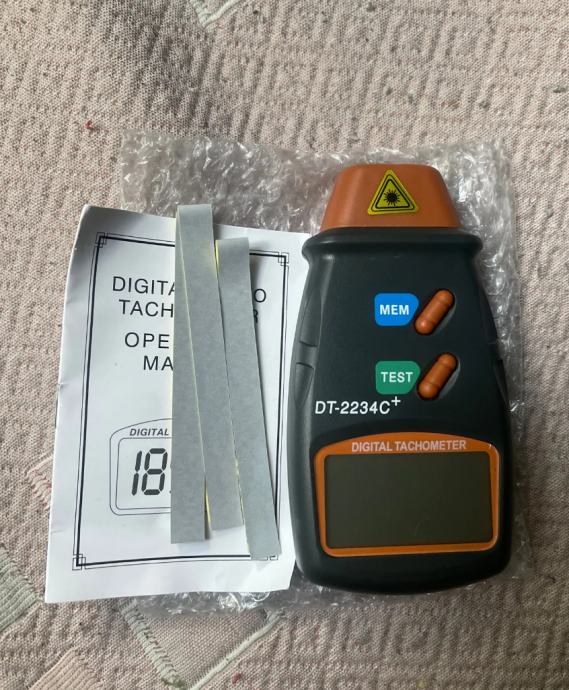 DIGITA
O
TACH
R
OPE
MA
DIGITAL
18
MEM
TEST
DT-2234C+
DIGITAL TACHOMETER